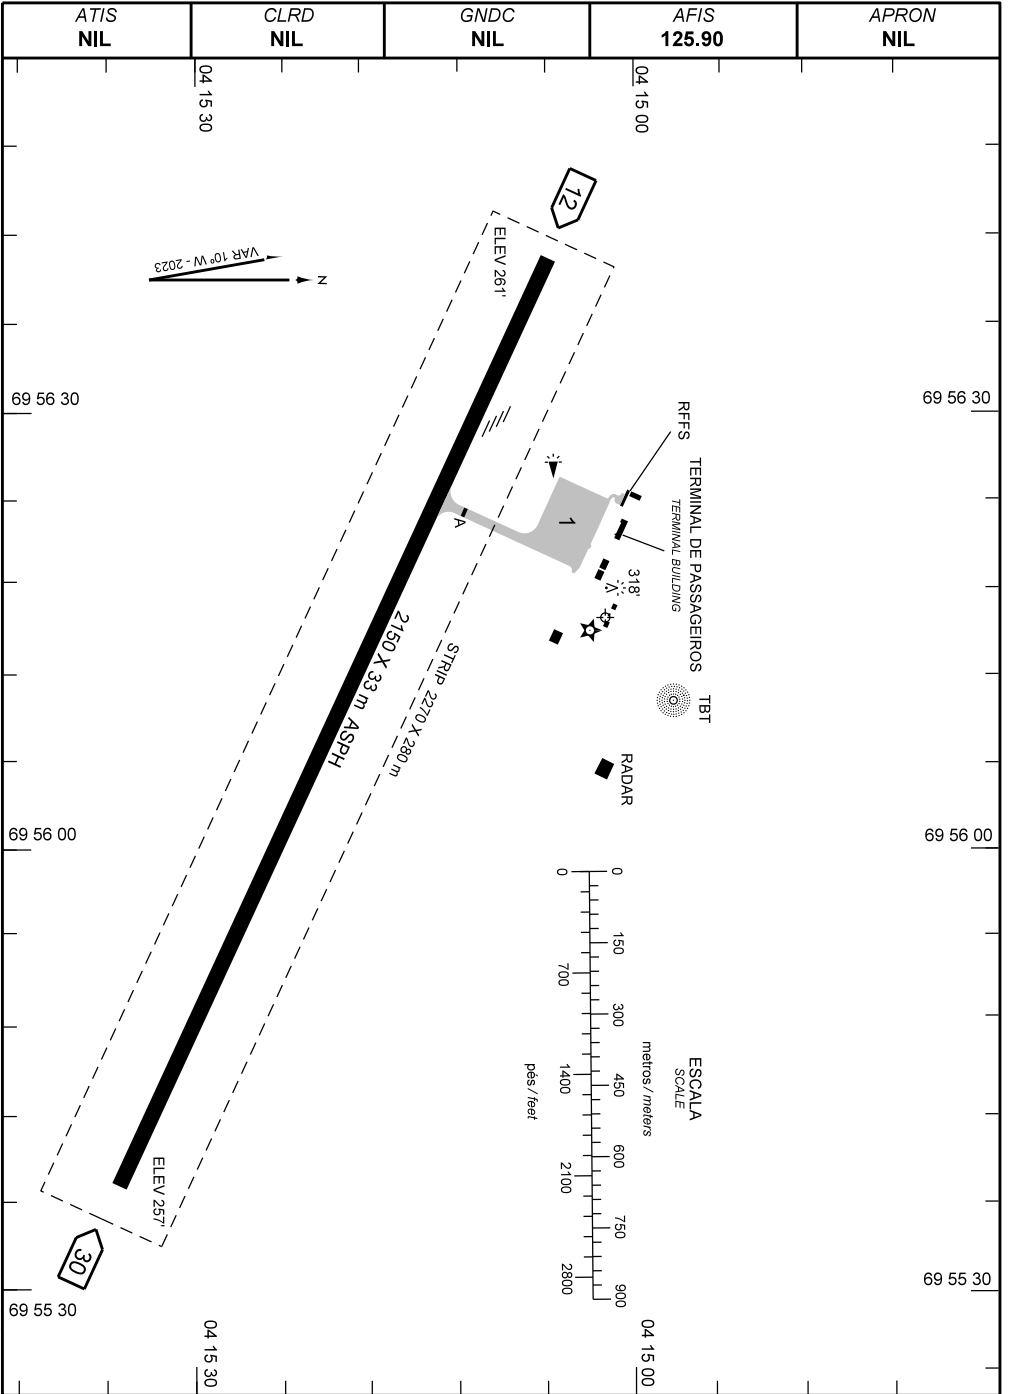 ATIS
NIL
CLRD
NIL
GNDC
NIL
AFIS
125.90
APRON
NIL
04 15 30
04 15 00
12
ELEV 261'
VAR 10° W - 2023
N
69 56 30
69 56 30
RFFS
TERMINAL DE PASSAGEIROS
TERMINAL BUILDING
1
A
318'
TBT
2150 X 33 m ASPH
STRIP 2270 X 280 m
RADAR
69 56 00
69 56 00
ESCALA
SCALE
metros / meters
0
150
300
450
600
750
900
0
700
1400
2100
2800
pés / feet
ELEV 257'
30
69 55 30
69 55 30
04 15 30
04 15 00